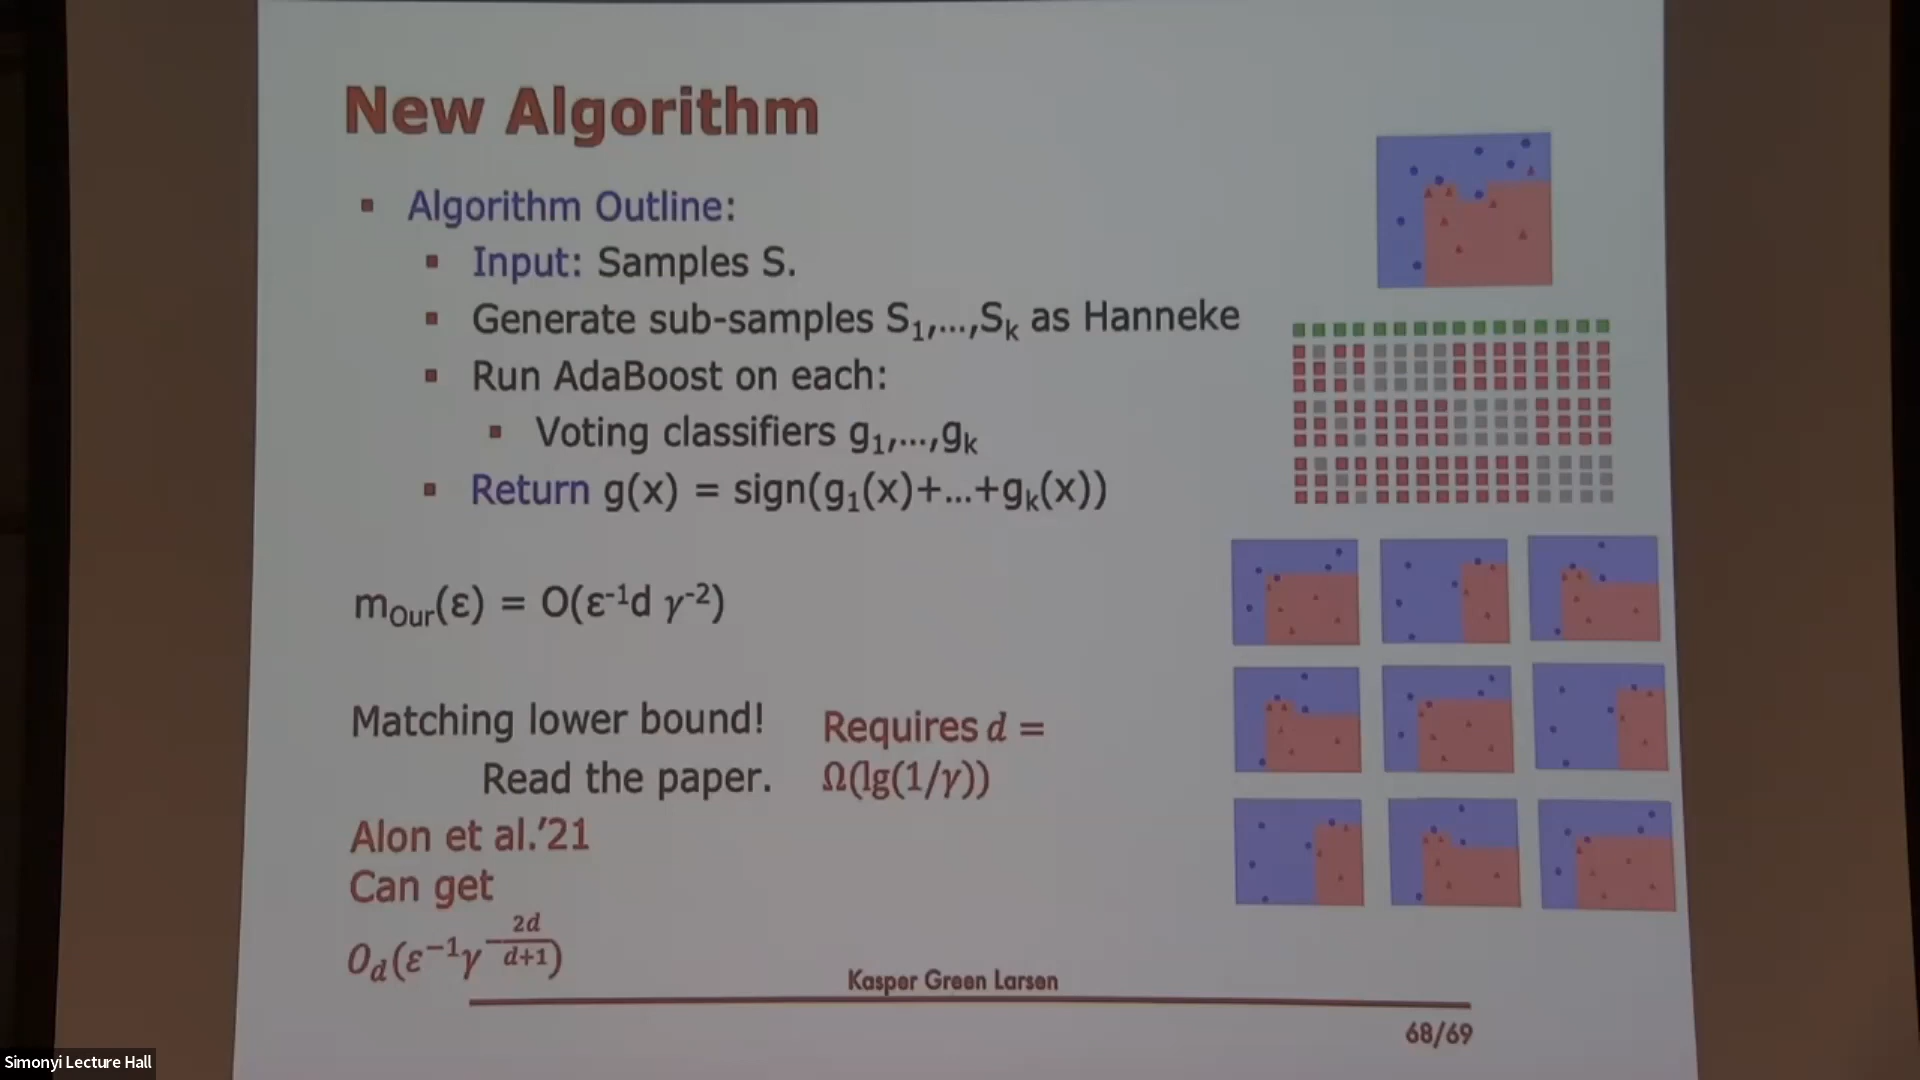 New Algorithm
Algorithm Outline:
Input: Samples S.
Generate sub-samples S₁,...,Sₖ as Hanneke
Run AdaBoost on each:
Voting classifiers g₁,...,gₖ
Return g(x) = sign(g₁(x)+...+gₖ(x))
m_Our(ε) = O(ε⁻¹d γ⁻²)
Matching lower bound!
Read the paper.
Requires d =
Ω(lg(1/γ))
Alon et al.'21
Can get
O_d(ε⁻¹γ^(-2d/(d+1)))
Kasper Green Larsen
68/69
Simonyi Lecture Hall